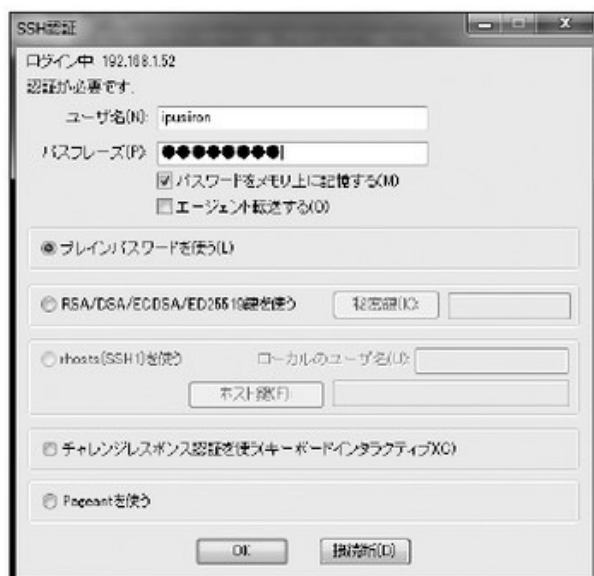 SSH認証
ログイン中: 192.168.1.52
認証が必要です.
ユーザ名(N): ipusiron
パスフレーズ(P): ●●●●●●●●
パスワードをメモリ上に記憶する(M)
エージェント転送する(O)
プレインパスワードを使う(L)
RSA/DSA/ECDSA/ED25519鍵を使う 秘密鍵(K):
rhosts(SSH1)を使う ローカルのユーザ名(U):
ホスト鍵(F):
チャレンジレスポンス認証を使う(キーボードインタラクティブ)(C)
Pageantを使う
OK 接続断(D)